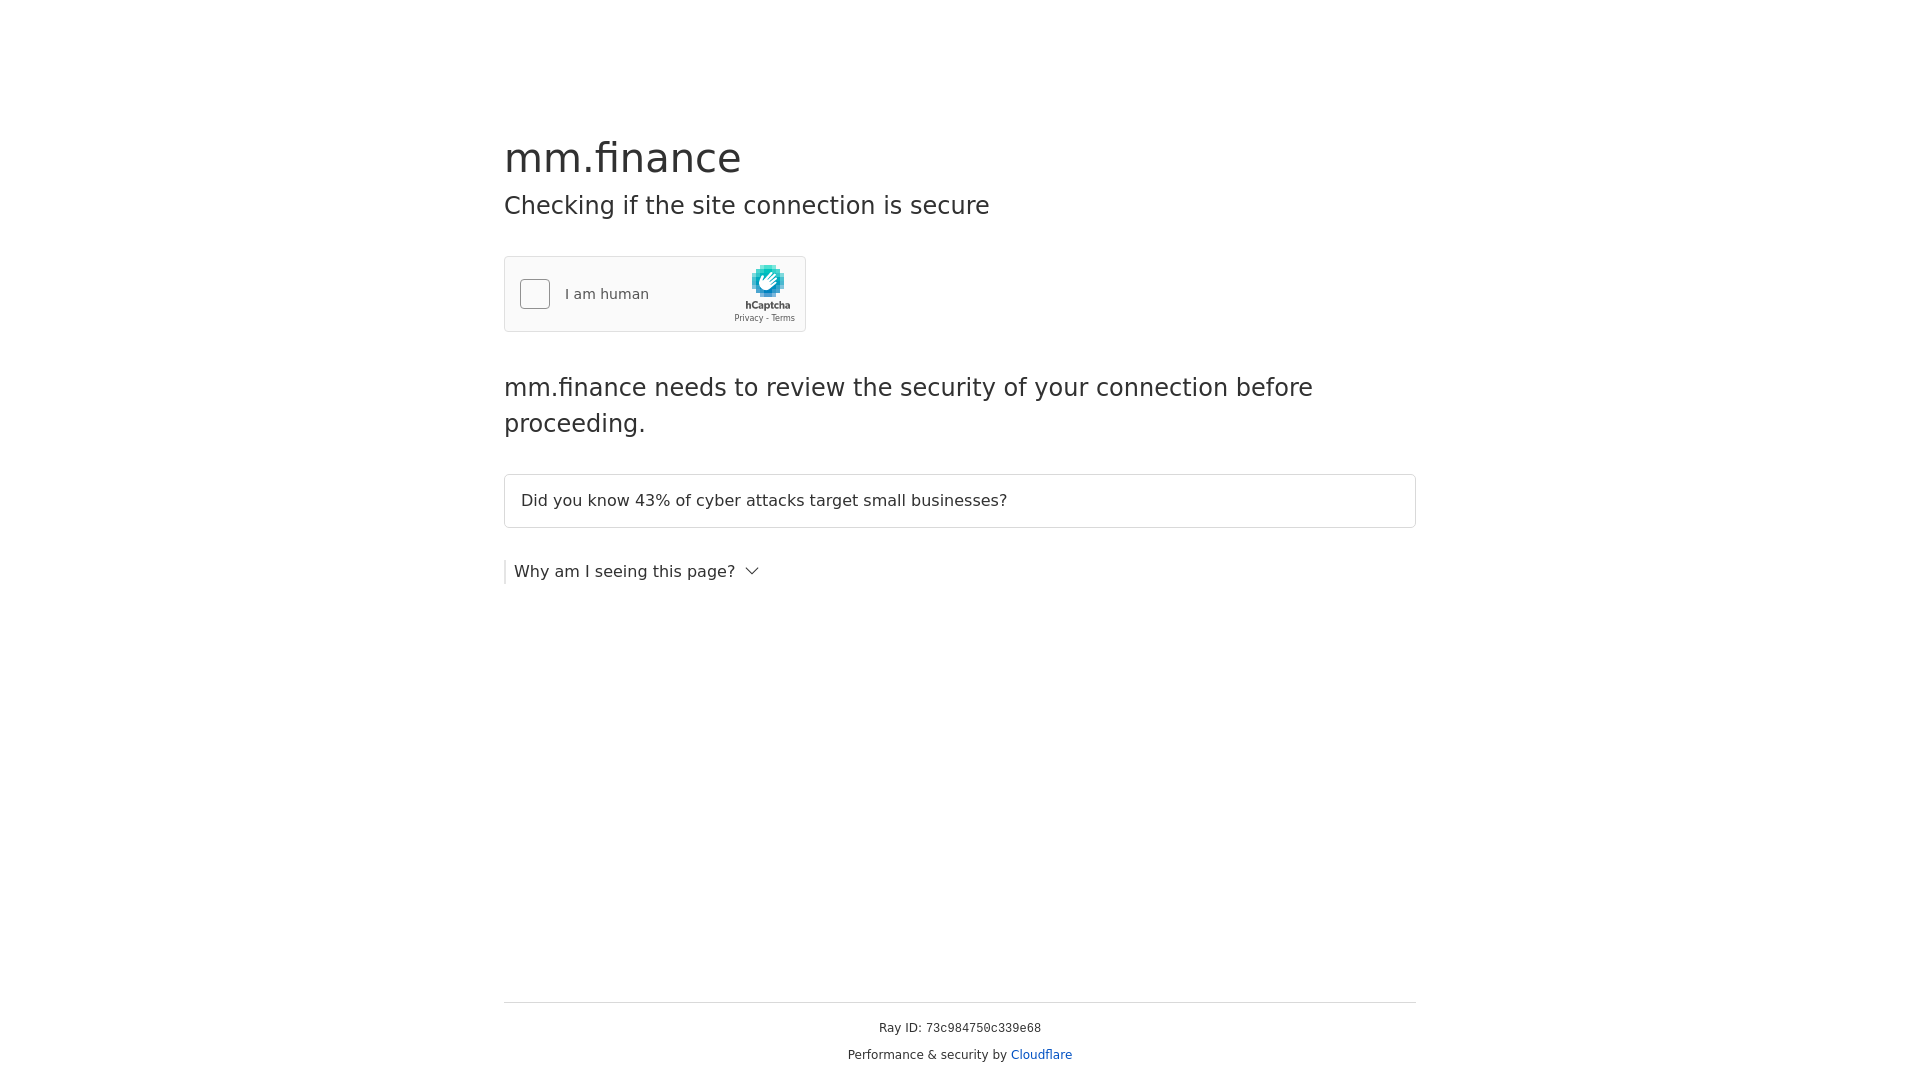 mm.finance
Checking if the site connection is secure
I am human
hCaptcha
Privacy - Terms
mm.finance needs to review the security of your connection before
proceeding.
Did you know 43% of cyber attacks target small businesses?
Why am I seeing this page?
Ray ID: 73c984750c339e68
Performance & security by Cloudflare